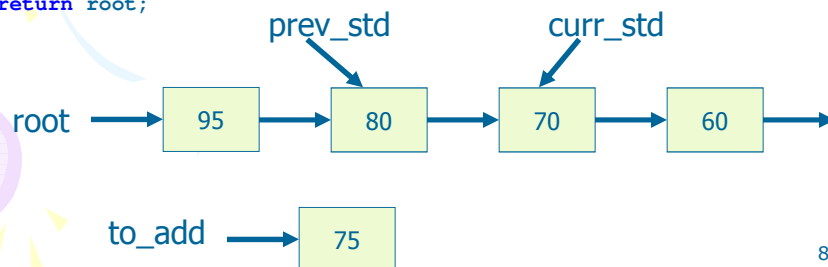 return root;
prev_std curr_std
root 95 80 70 60
to_add 75
8